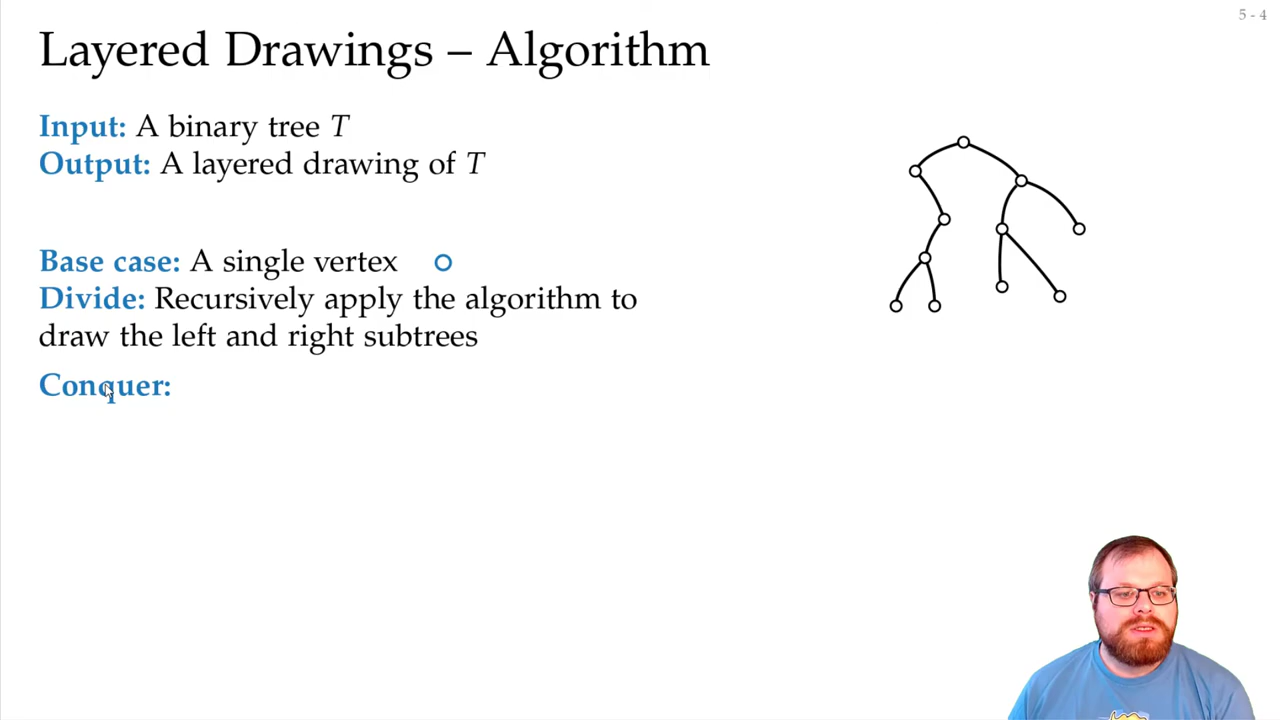 5 - 4
Layered Drawings – Algorithm
Input: A binary tree T
Output: A layered drawing of T
Base case: A single vertex
Divide: Recursively apply the algorithm to
draw the left and right subtrees
Conquer: